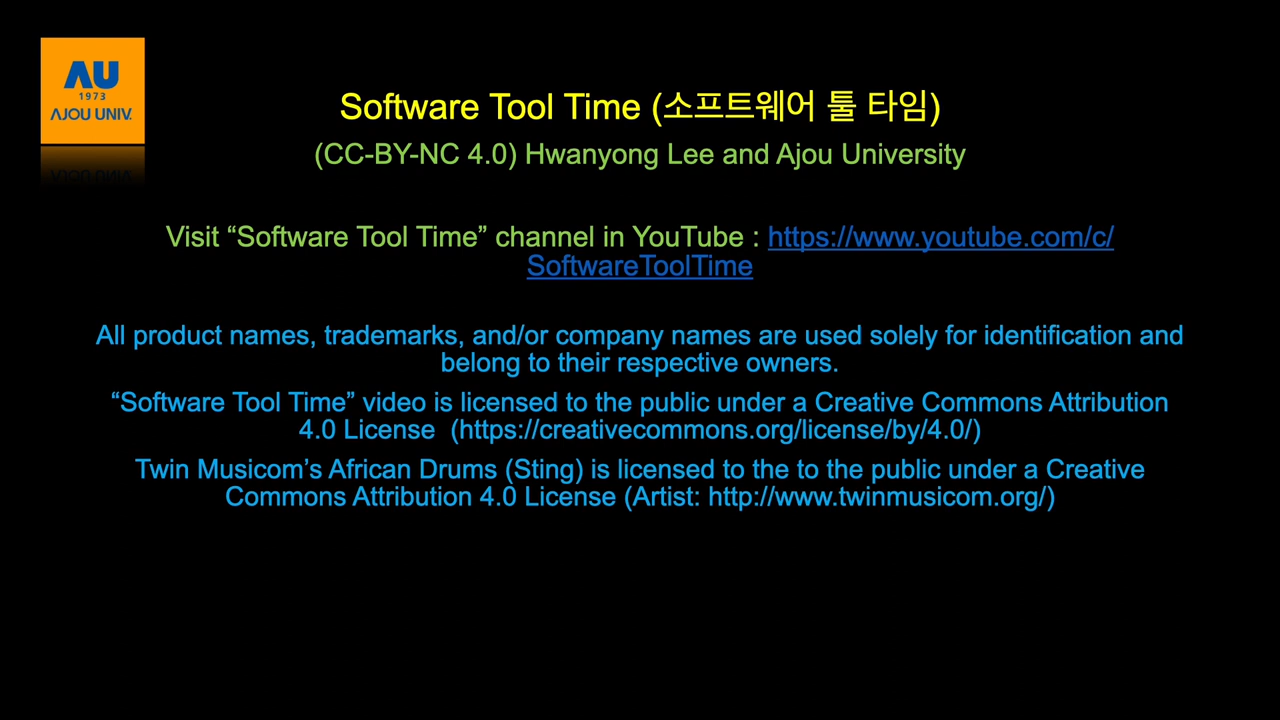 AU
1973
AJOU UNIV.
Software Tool Time (소프트웨어 툴 타임)
(CC-BY-NC 4.0) Hwanyong Lee and Ajou University
Visit “Software Tool Time” channel in YouTube : https://www.youtube.com/c/
SoftwareToolTime
All product names, trademarks, and/or company names are used solely for identification and
belong to their respective owners.
“Software Tool Time” video is licensed to the public under a Creative Commons Attribution
4.0 License  (https://creativecommons.org/license/by/4.0/)
Twin Musicom’s African Drums (Sting) is licensed to the to the public under a Creative
Commons Attribution 4.0 License (Artist: http://www.twinmusicom.org/)